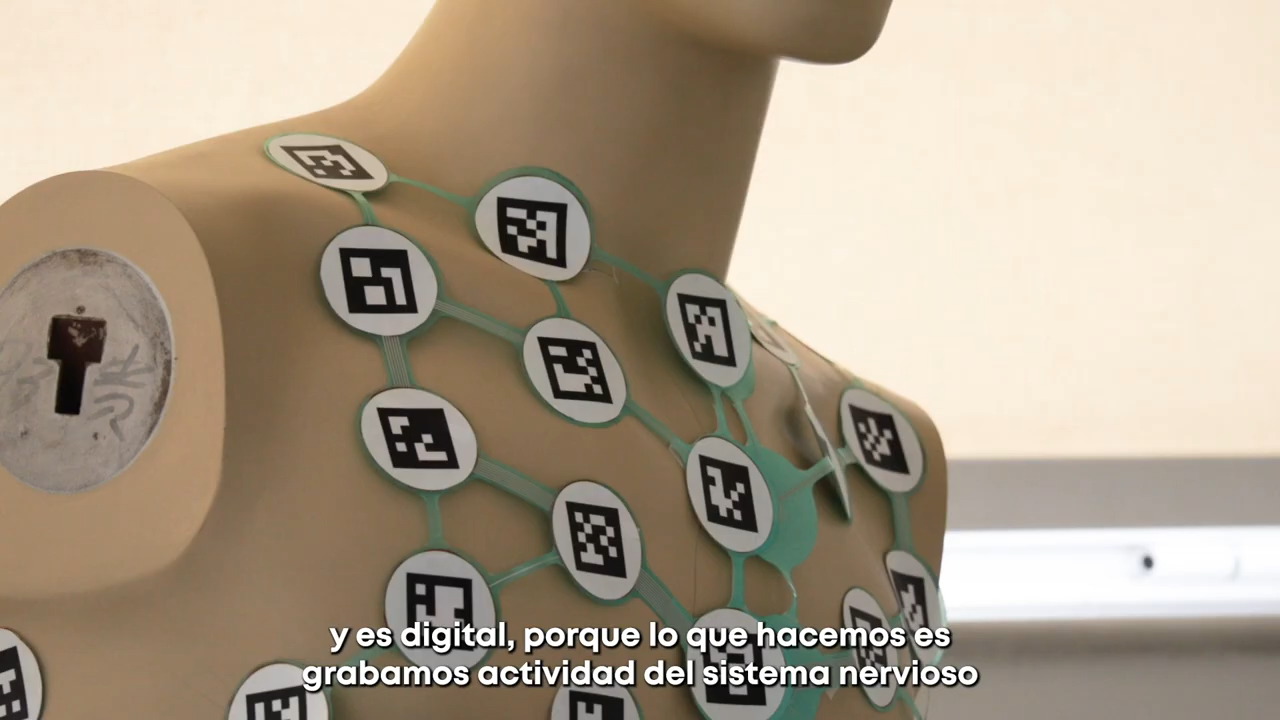 y es digital, porque lo que hacemos es
grabamos actividad del sistema nervioso